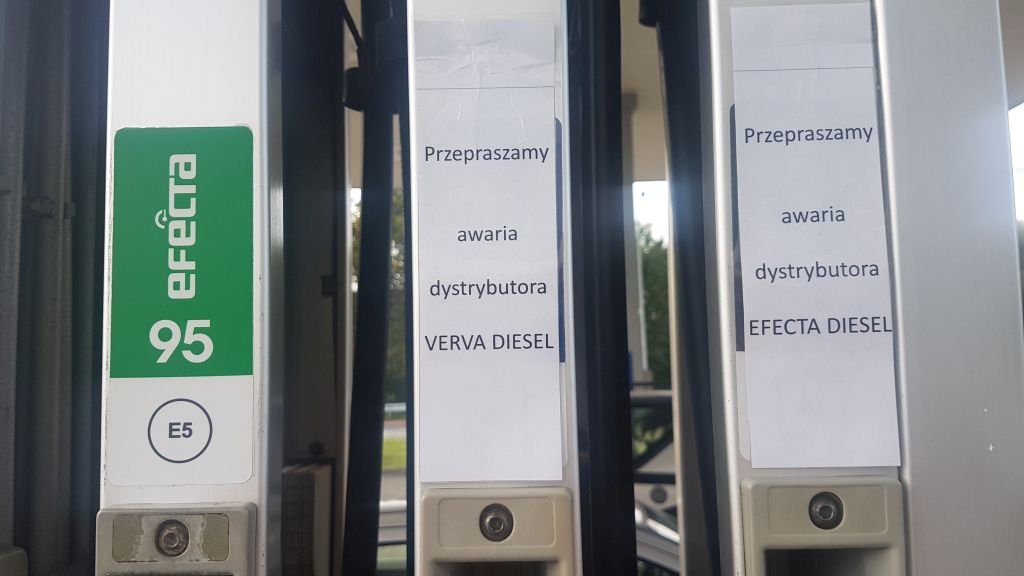 efecta
95
E5
Przepraszamy
awaria
dystrybutora
VERVA DIESEL
Przepraszamy
awaria
dystrybutora
EFECTA DIESEL